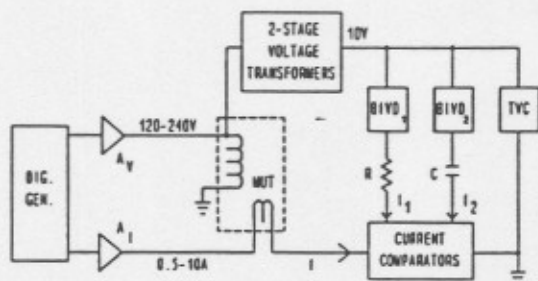 2-STAGE
VOLTAGE
TRANSFORMERS
10V
BIVD1
BIVD2
TVC
120-240V
AV
DIG.
GEN.
MUT
R
C
I1
I2
AI
0.5-10A
I
CURRENT
COMPARATORS